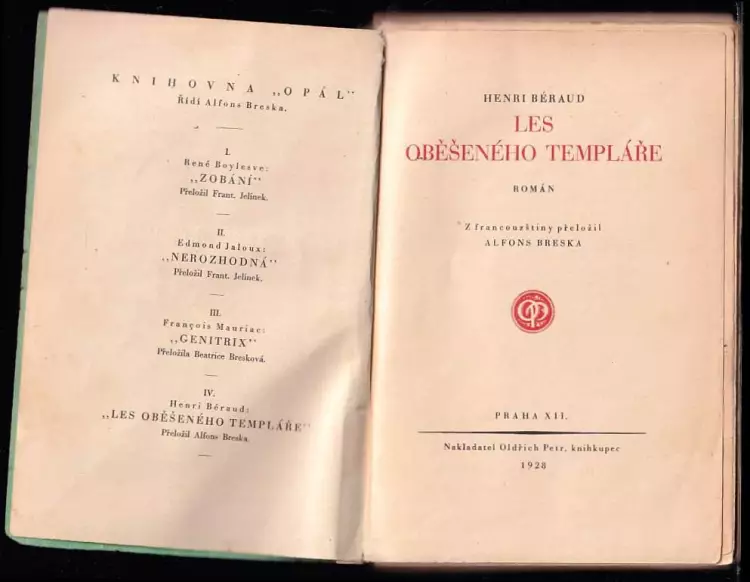 KNIHOVNA „OPÁL"
Řídí Alfons Breska.
I.
René Boylesve:
„ZOBÁNÍ"
Přeložil Frant. Jelínek.
II.
Edmond Jaloux:
„NEROZHODNÁ"
Přeložil Frant. Jelínek.
III.
François Mauriac:
„GENITRIX"
Přeložila Beatrice Bresková.
IV.
Henri Béraud:
„LES OBĚŠENÉHO TEMPLÁŘE"
Přeložil Alfons Breska.
HENRI BÉRAUD
LES
OBĚŠENÉHO TEMPLÁŘE
ROMÁN
Z francouzštiny přeložil
ALFONS BRESKA
OP
PRAHA XII.
Nakladatel Oldřich Petr, knihkupec
1928